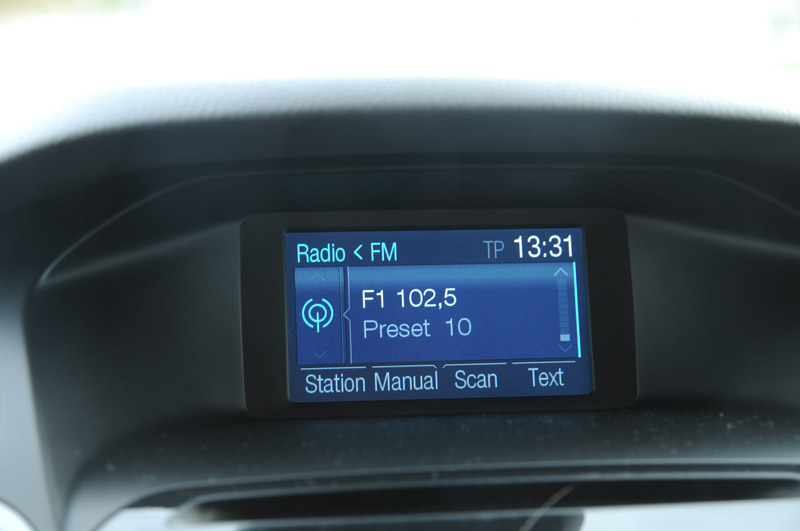 Radio < FM TP 13:31
F1 102,5
Preset 10
Station Manual Scan Text